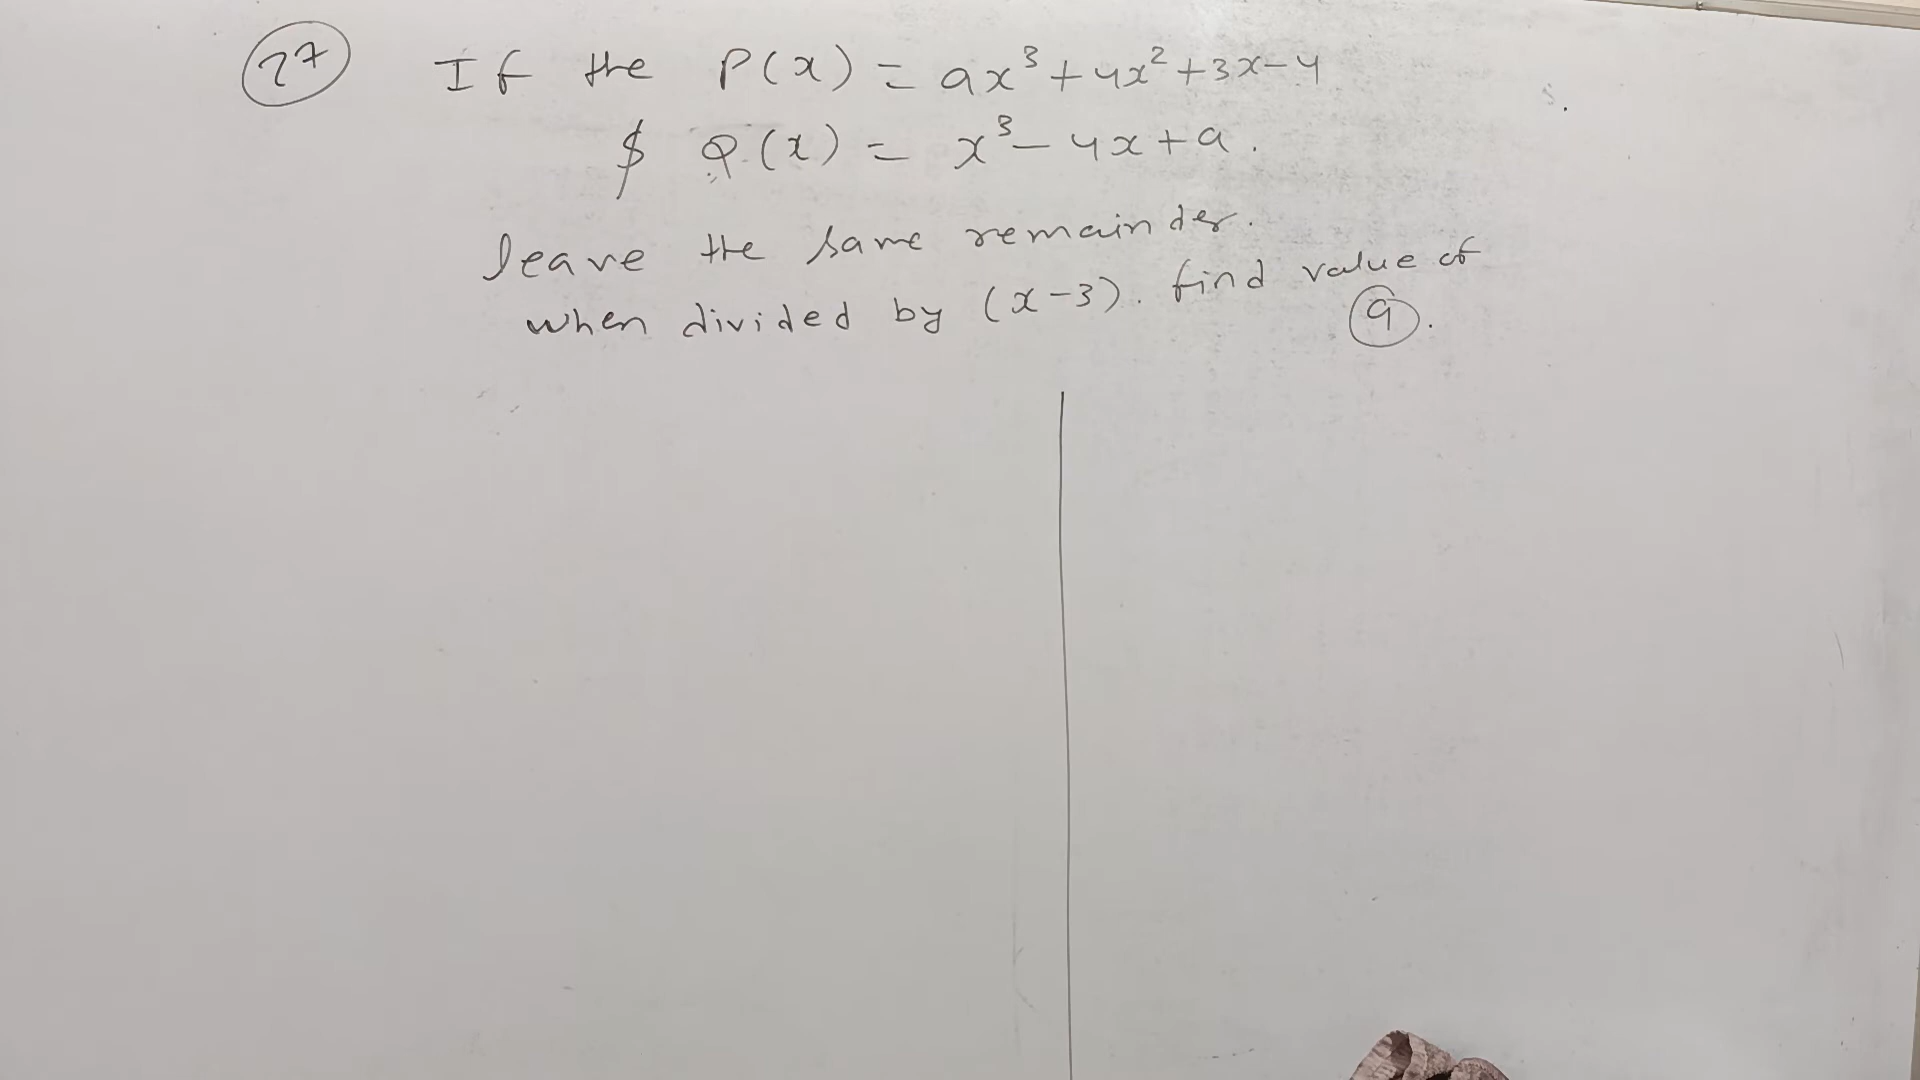 27 If the P(x) = ax³+4x²+3x-4
$ Q(x) = x³-4x+a.
leave the same remainder.
when divided by (x-3). find value of
a.